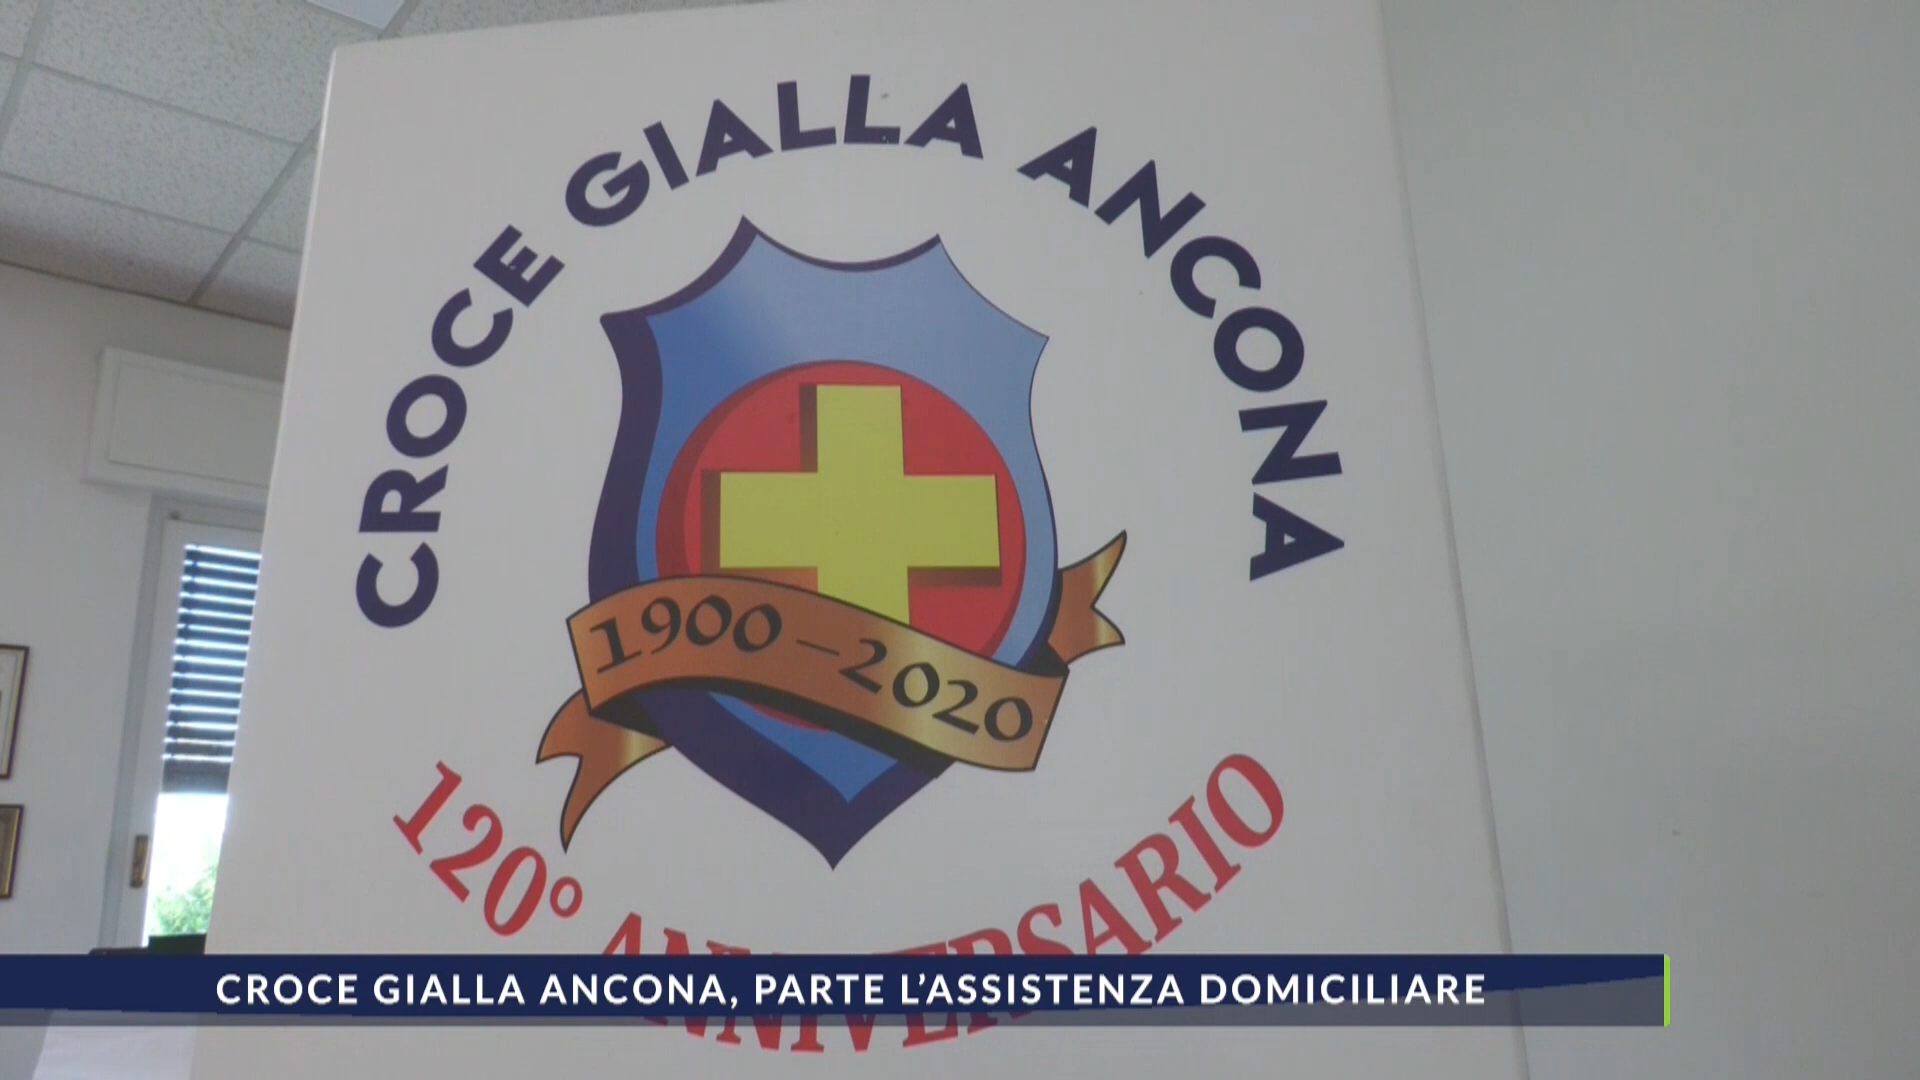 CROCE GIALLA ANCONA
1900–2020
120° ANNIVERSARIO
CROCE GIALLA ANCONA, PARTE L'ASSISTENZA DOMICILIARE